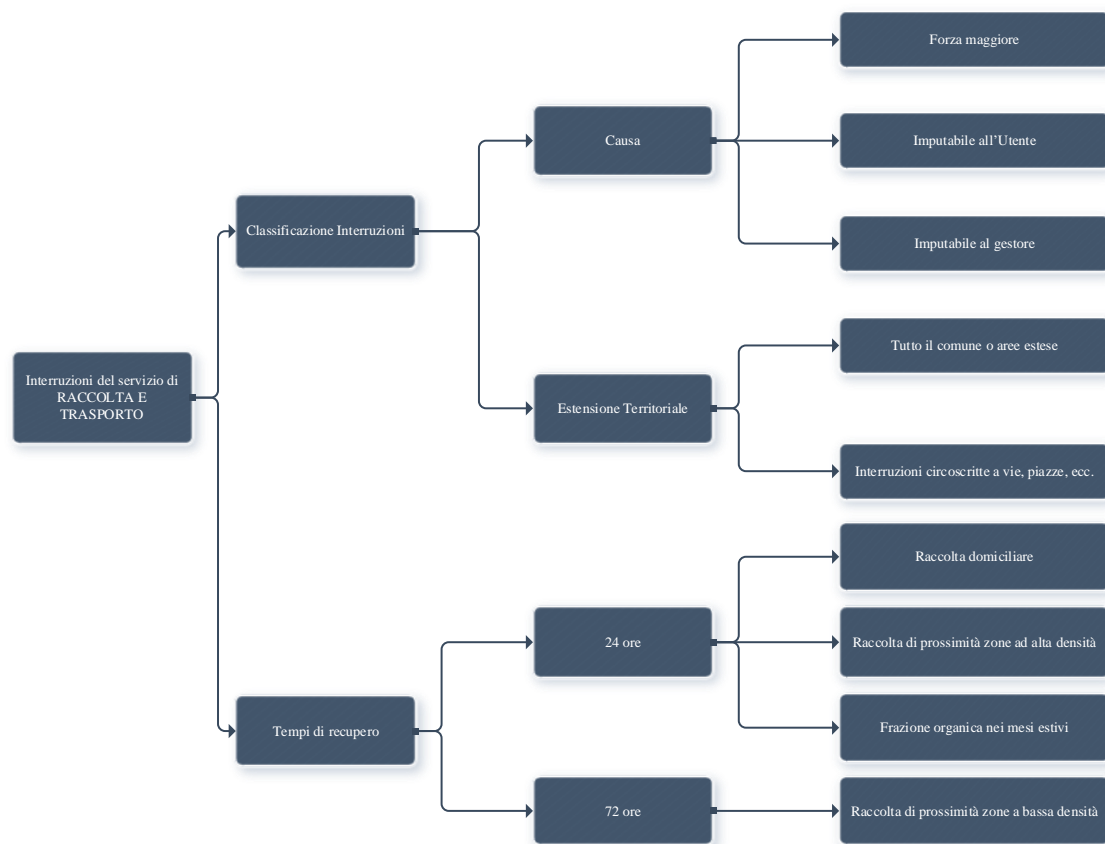 Forza maggiore
Causa
Imputabile all'Utente
Classificazione Interruzioni
Imputabile al gestore
Tutto il comune o aree estese
Interruzioni del servizio di
RACCOLTA E
TRASPORTO
Estensione Territoriale
Interruzioni circoscritte a vie, piazze, ecc.
Raccolta domiciliare
24 ore
Raccolta di prossimità zone ad alta densità
Tempi di recupero
Frazione organica nei mesi estivi
72 ore
Raccolta di prossimità zone a bassa densità